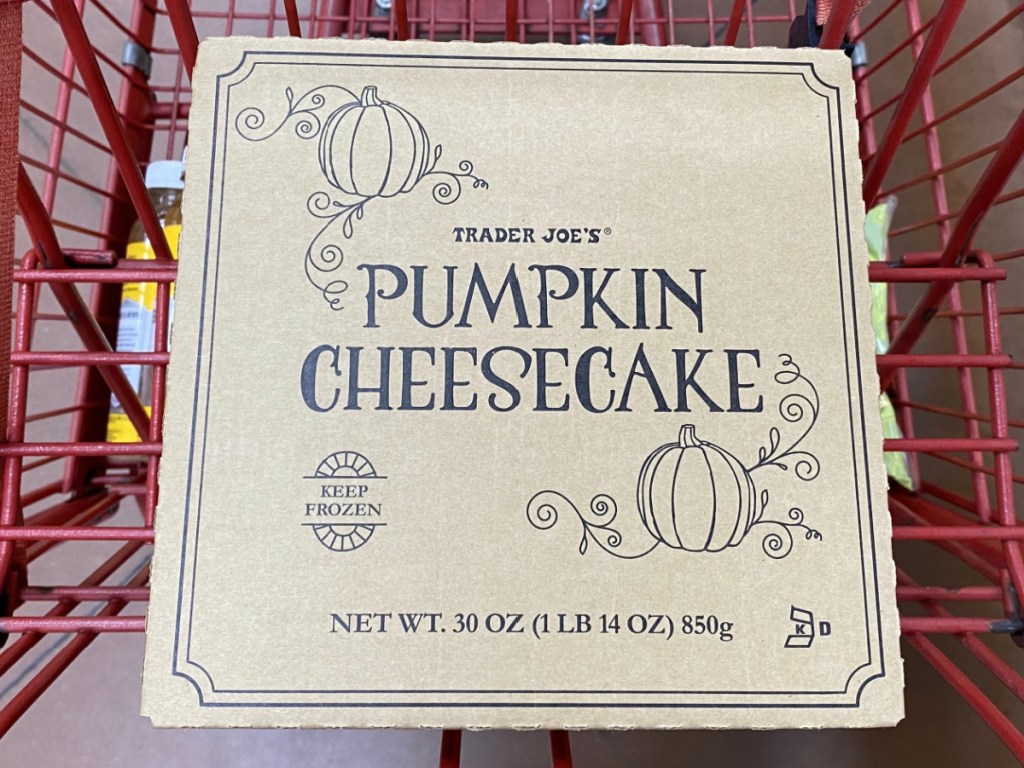 TRADER JOE'S®
PUMPKIN
CHEESECAKE
KEEP
FROZEN
NET WT. 30 OZ (1 LB 14 OZ) 850g
K D